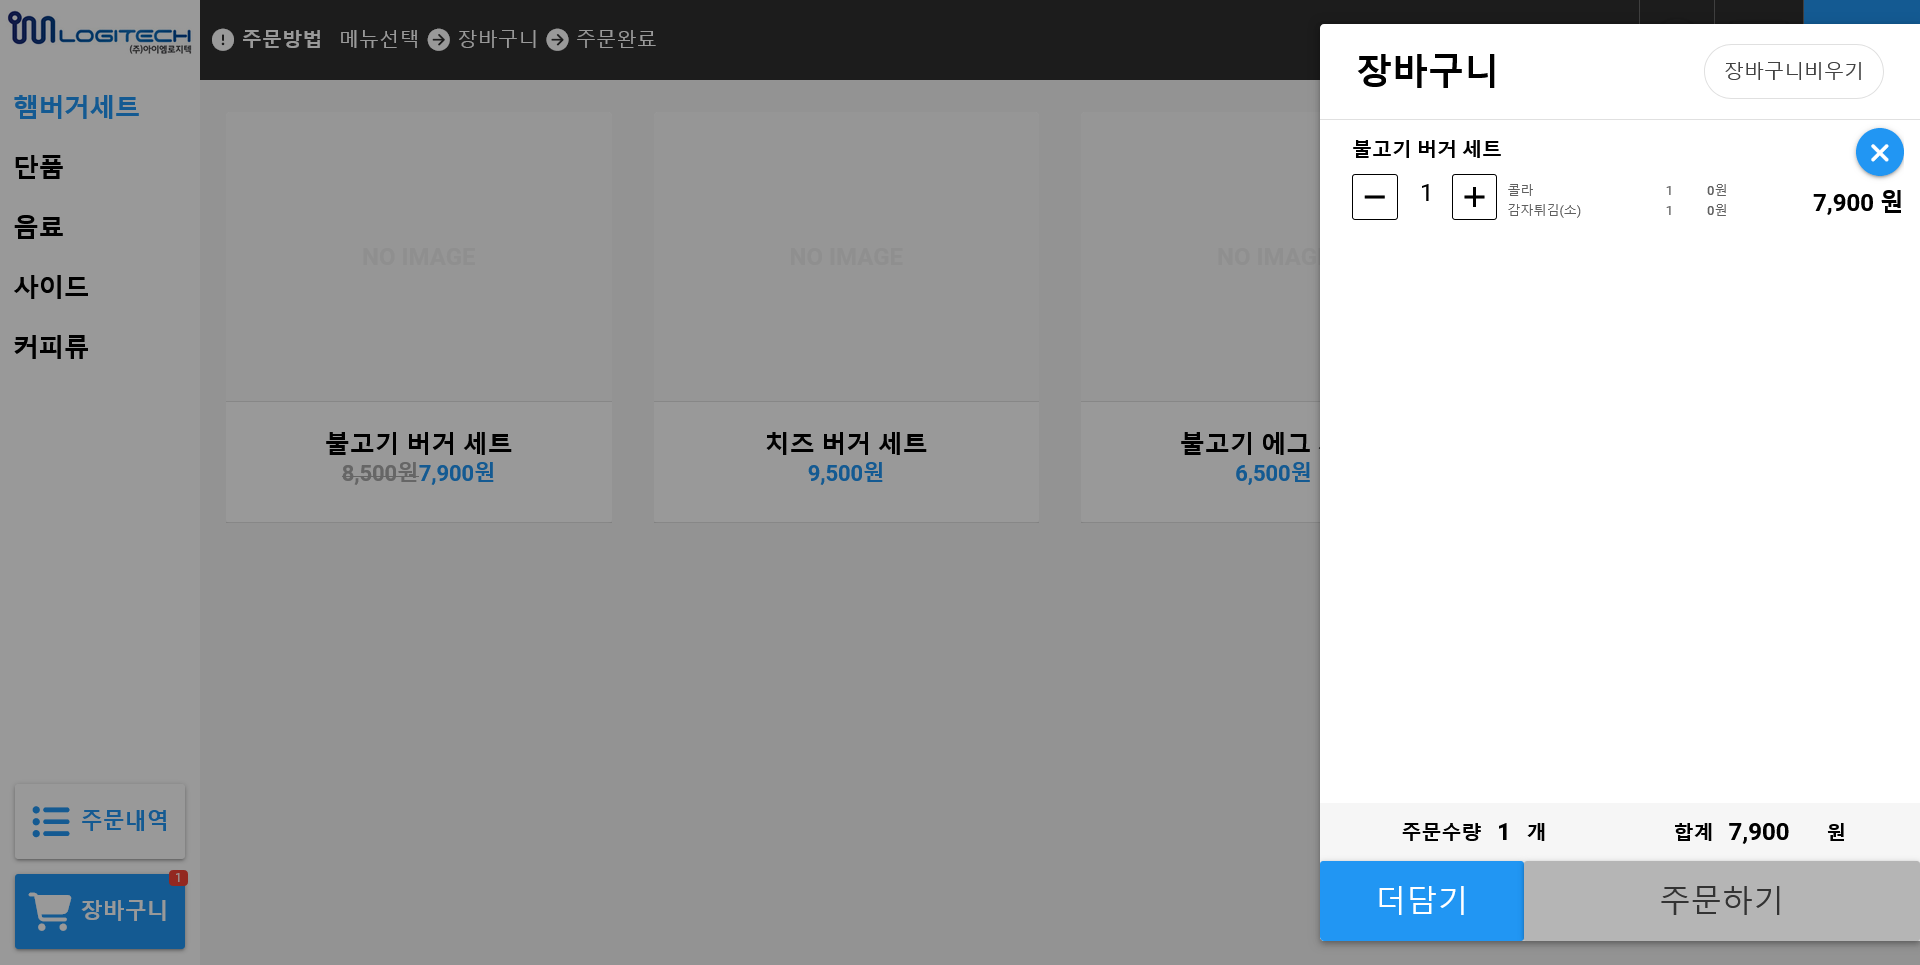 LOGITECH
(주)아이엠로지텍
주문방법 메뉴선택 장바구니 주문완료
햄버거세트
단품
음료
사이드
커피류
NO IMAGE
불고기 버거 세트
8,500원7,900원
NO IMAGE
치즈 버거 세트
9,500원
NO IMAG
불고기 에그
6,500원
주문내역
1
장바구니
장바구니
장바구니비우기
불고기 버거 세트
1
콜라 1 0원
감자튀김(소) 1 0원
7,900 원
주문수량 1 개 합계 7,900 원
더담기
주문하기